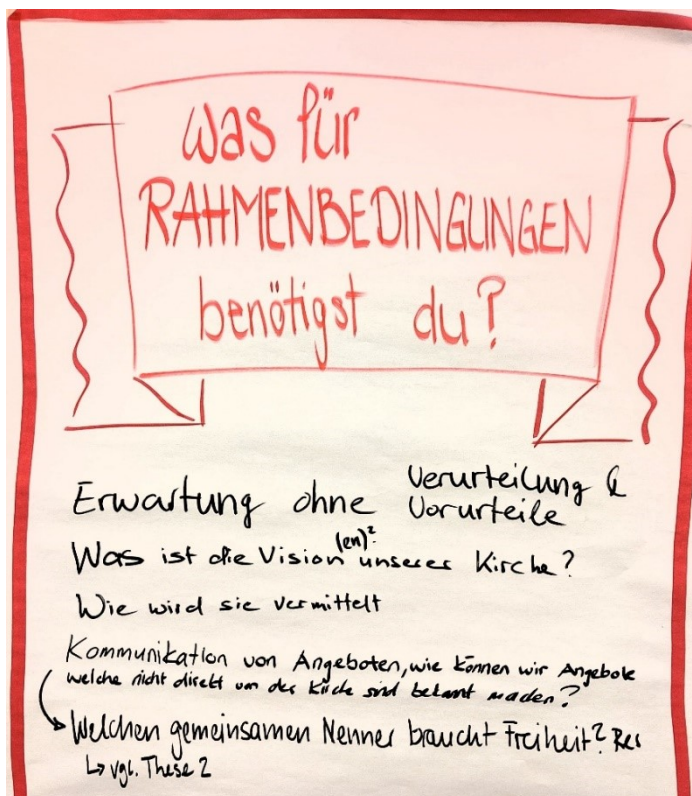 Was für
RAHMENBEDINGUNGEN
benötigst du?
Erwartung ohne Verurteilung &
Vorurteile
Was ist die Vision (en)? unserer Kirche?
Wie wird sie vermittelt
Kommunikation von Angeboten, wie können wir Angebote
welche nicht direkt um der Kirche sind bekannt machen?
Welchen gemeinsamen Nenner braucht Freiheit?
↳ vgl. These 2